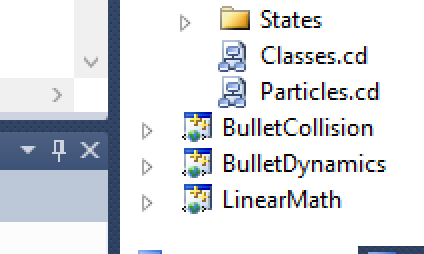 States
Classes.cd
Particles.cd
BulletCollision
BulletDynamics
LinearMath